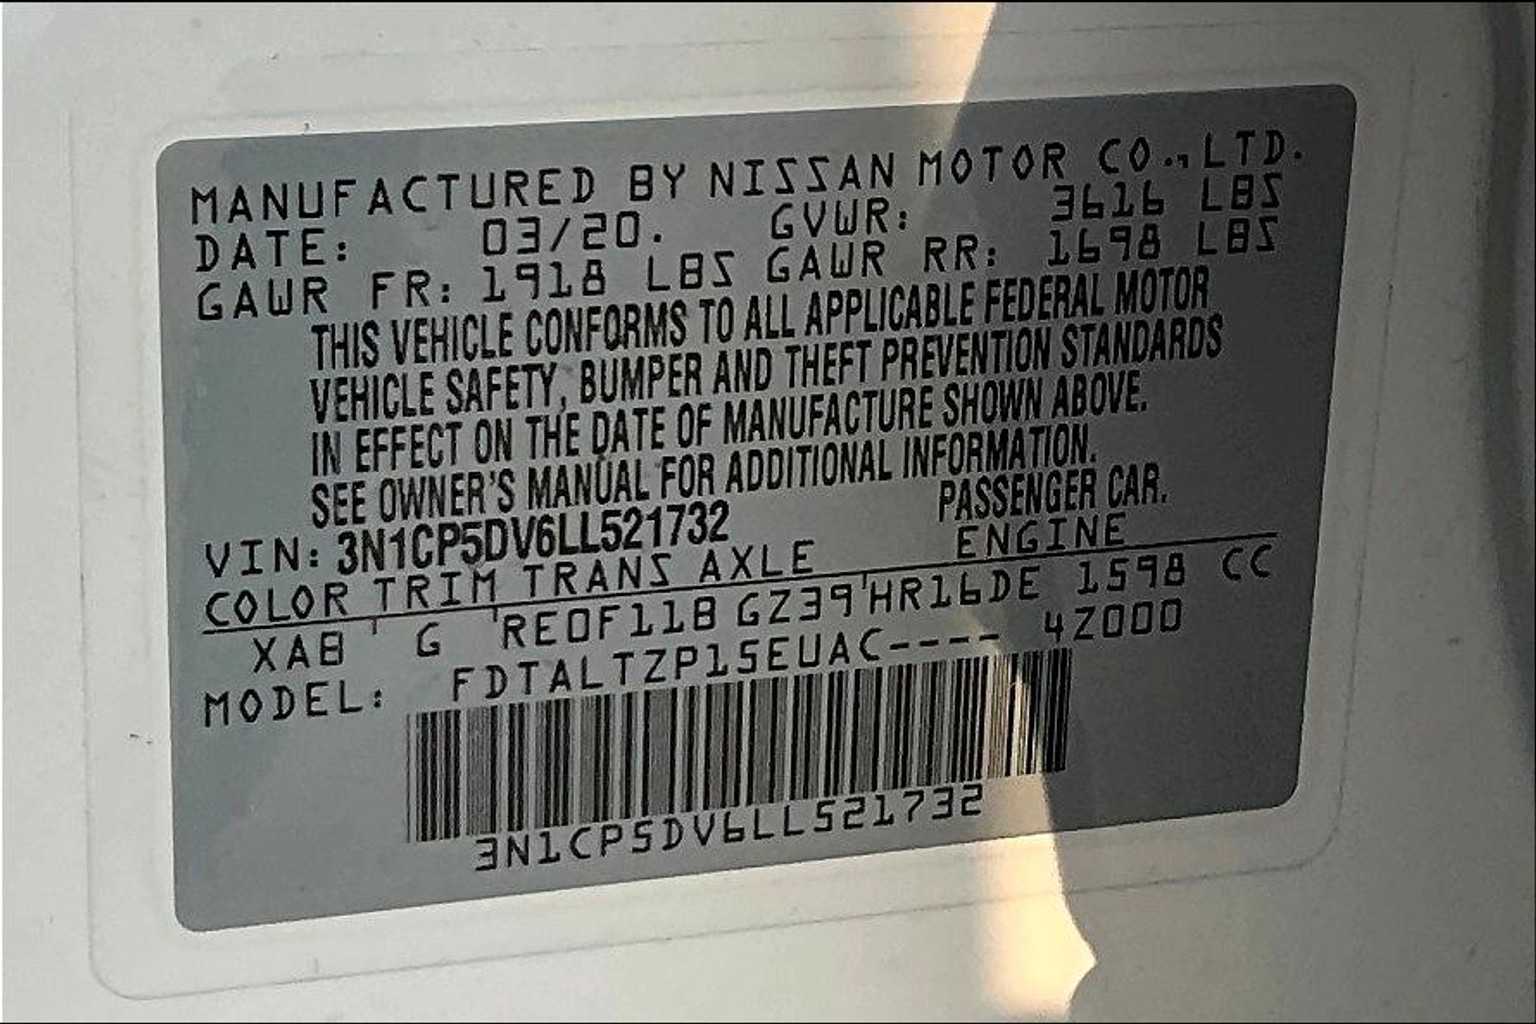 MANUFACTURED BY NISSAN MOTOR CO., LTD.
DATE: 03/20. GVWR: 3616 LBS
GAWR FR: 1918 LBS GAWR RR: 1698 LBS
THIS VEHICLE CONFORMS TO ALL APPLICABLE FEDERAL MOTOR
VEHICLE SAFETY, BUMPER AND THEFT PREVENTION STANDARDS
IN EFFECT ON THE DATE OF MANUFACTURE SHOWN ABOVE.
SEE OWNER'S MANUAL FOR ADDITIONAL INFORMATION.
VIN: 3N1CP5DV6LL521732 PASSENGER CAR.
COLOR TRIM TRANS AXLE ENGINE
XAB G RE0F11B GZ39 HR16DE 1598 CC
MODEL: FDTALTZP15EUAC---- 4Z000
3N1CP5DV6LL521732